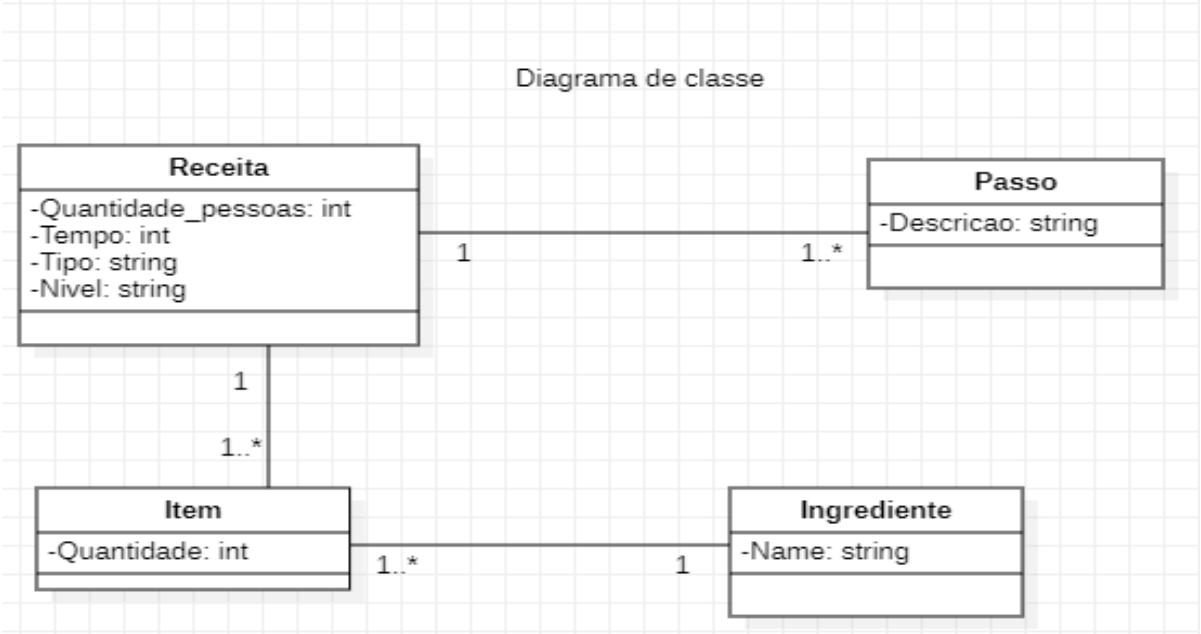 Diagrama de classe
Receita
-Quantidade_pessoas: int
-Tempo: int
-Tipo: string
-Nivel: string
1
1..*
Passo
-Descricao: string
1
1..*
Item
-Quantidade: int
1..*
1
Ingrediente
-Name: string